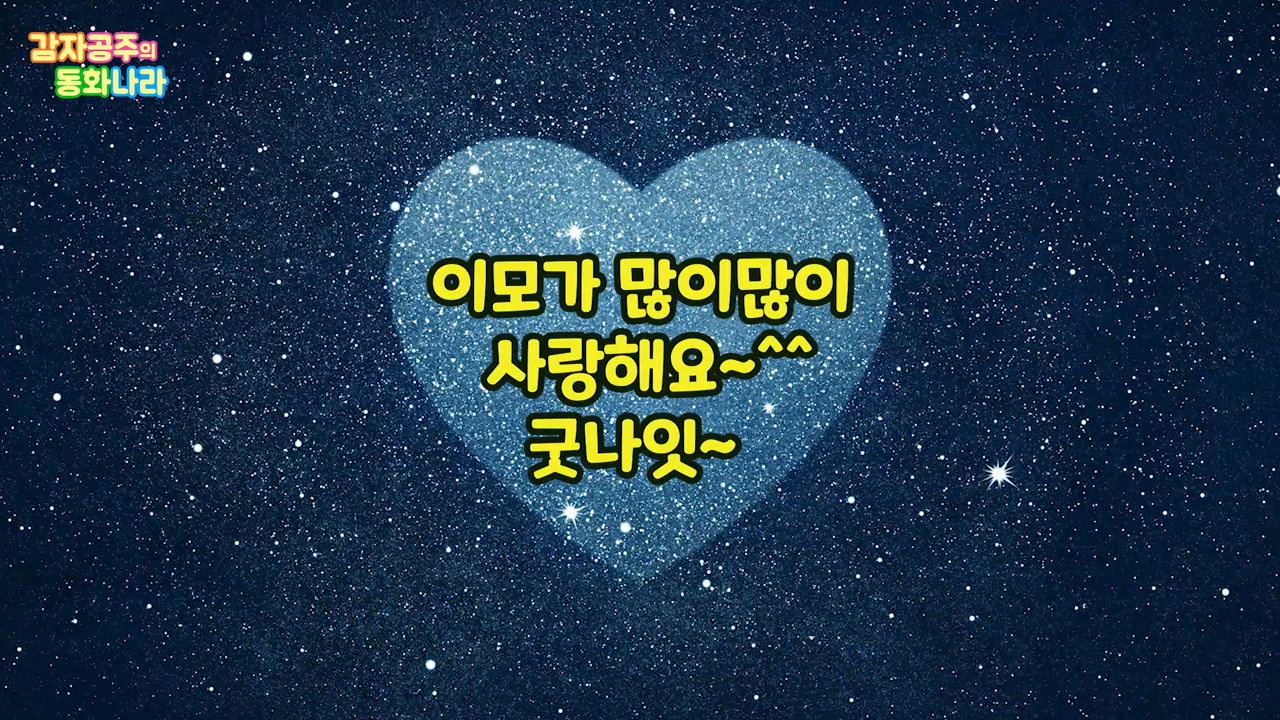 감자공주의
동화나라
이모가 많이많이
사랑해요~^^
굿나잇~